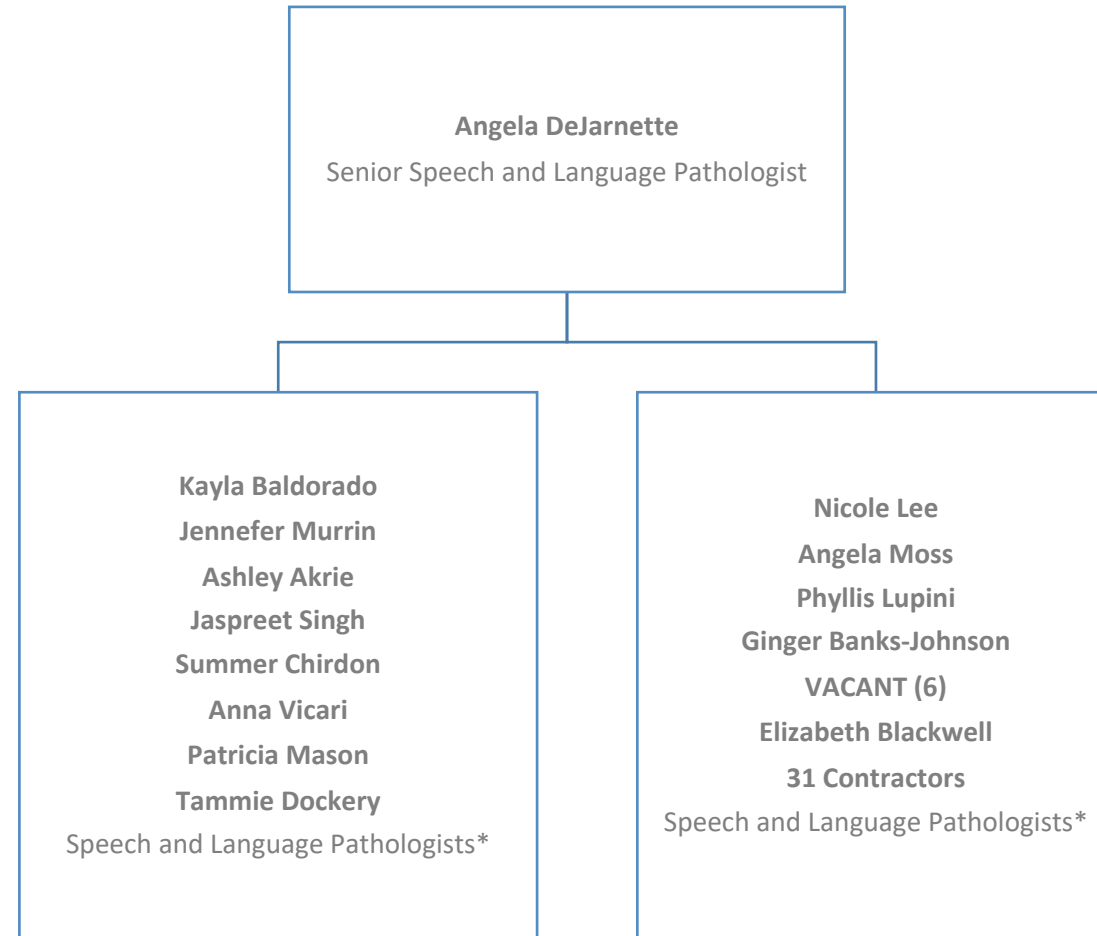 Angela DeJarnette
Senior Speech and Language Pathologist
Kayla Baldorado
Jennefer Murrin
Ashley Akrie
Jaspreet Singh
Summer Chirdon
Anna Vicari
Patricia Mason
Tammie Dockery
Speech and Language Pathologists*
Nicole Lee
Angela Moss
Phyllis Lupini
Ginger Banks-Johnson
VACANT (6)
Elizabeth Blackwell
31 Contractors
Speech and Language Pathologists*